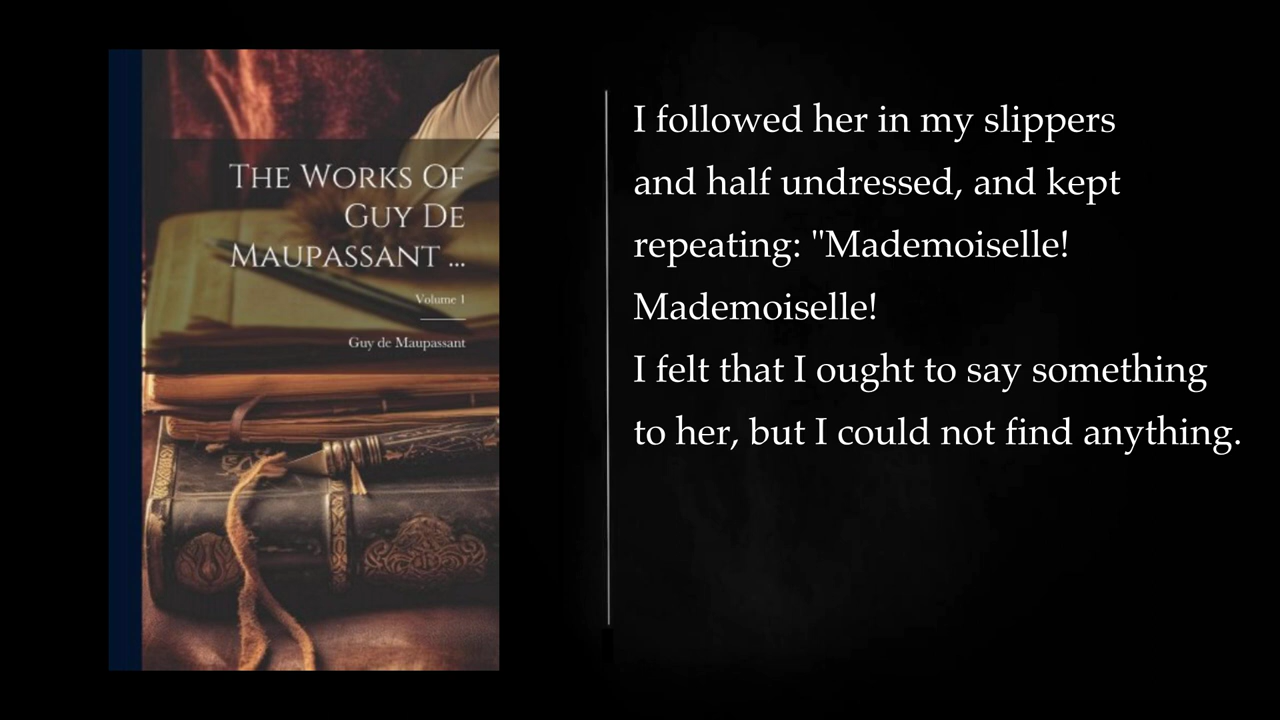 THE WORKS OF
GUY DE
MAUPASSANT ...
Volume 1
Guy de Maupassant
I followed her in my slippers
and half undressed, and kept
repeating: "Mademoiselle!
Mademoiselle!
I felt that I ought to say something
to her, but I could not find anything.